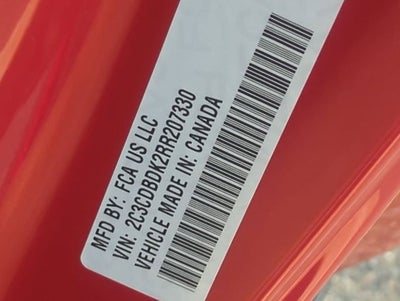 MFD BY: FCA US LLC
VIN: 2C3CDBDK2RR207330
VEHICLE MADE IN: CANADA